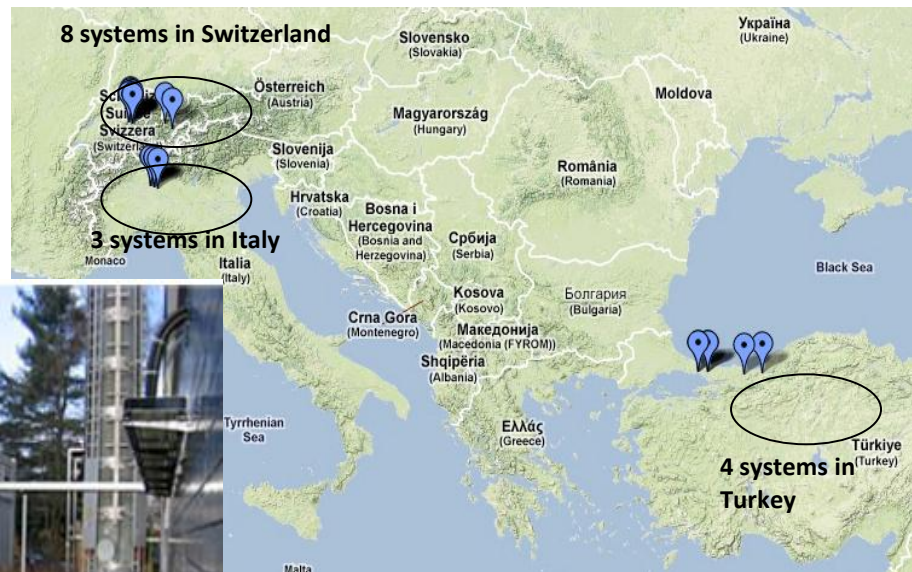 8 systems in Switzerland
Slovensko
(Slovakia)
Україна
(Ukraine)
Österreich
(Austria)
Moldova
Magyarország
(Hungary)
Svizzera
(Switzerland)
Slovenija
(Slovenia)
România
(Romania)
Hrvatska
(Croatia)
Bosna i
Hercegovina
(Bosnia and
Herzegovina)
Србија
(Serbia)
3 systems in Italy
Monaco
Italia
(Italy)
Black Sea
Kosova
(Kosovo)
България
(Bulgaria)
Crna Gora
(Montenegro)
Македонија
(Macedonia (FYROM))
Shqipëria
(Albania)
Tyrrhenian
Sea
Ελλάς
(Greece)
Türkiye
(Turkey)
4 systems in
Turkey
Malta